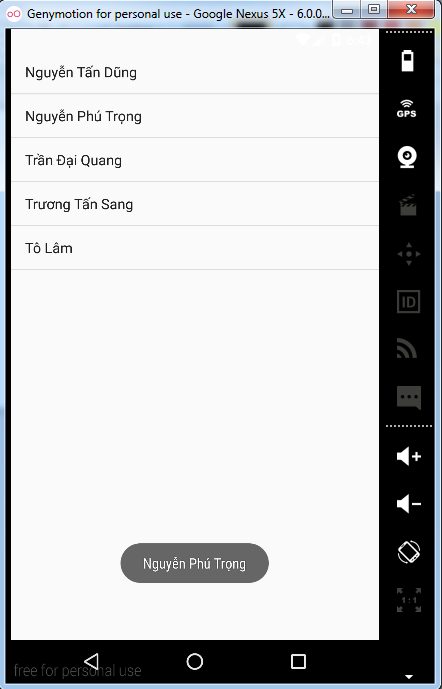 Genymotion for personal use - Google Nexus 5X - 6.0.0...
Nguyễn Tấn Dũng
Nguyễn Phú Trọng
Trần Đại Quang
Trương Tấn Sang
Tô Lâm
Nguyễn Phú Trọng
free for personal use
GPS
ID
1:1